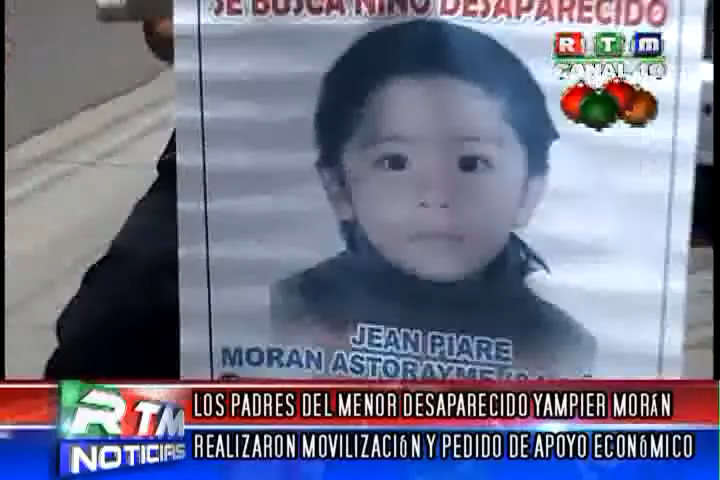 SE BUSCA NIÑO DESAPARECIDO
RTM
CANAL 40
JEAN PIARE
MORAN ASTORAYME
LOS PADRES DEL MENOR DESAPARECIDO YAMPIER MORÁN
RTM
NOTICIAS
REALIZARON MOVILIZACIÓN Y PEDIDO DE APOYO ECONÓMICO